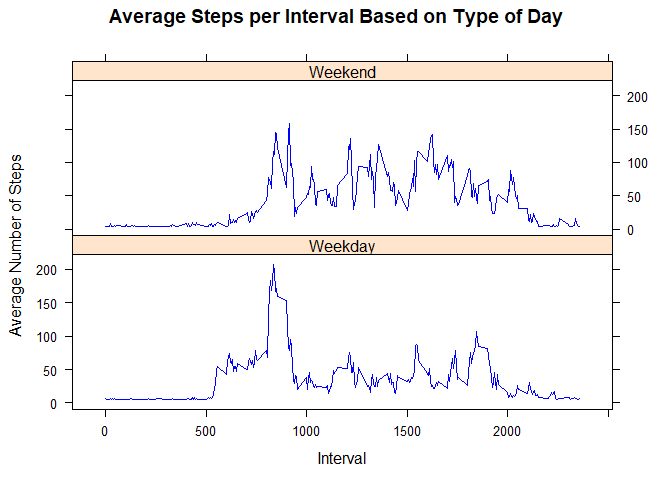 Average Steps per Interval Based on Type of Day
Weekend
200
150
100
50
0
Weekday
200
150
100
50
0
0 500 1000 1500 2000
Interval
Average Number of Steps